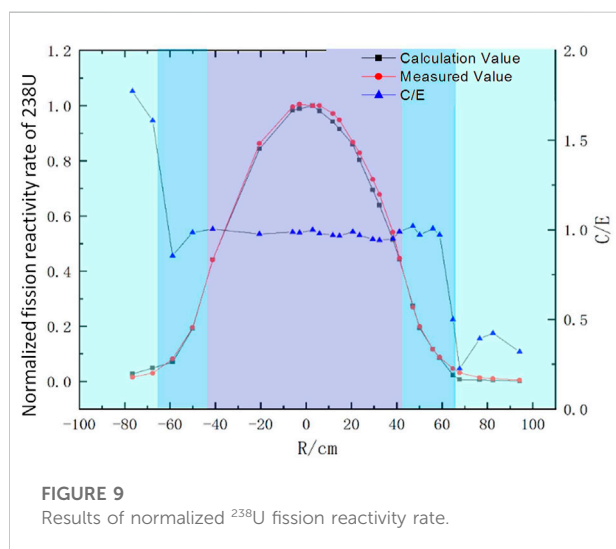 Calculation Value
Measured Value
C/E
Normalized fission reactivity rate of 238U
1.2
1.0
0.8
0.6
0.4
0.2
0.0
2.0
1.5
1.0
0.5
0.0
C/E
-100 -80 -60 -40 -20 0 20 40 60 80 100
R/cm
FIGURE 9
Results of normalized ²³⁸U fission reactivity rate.